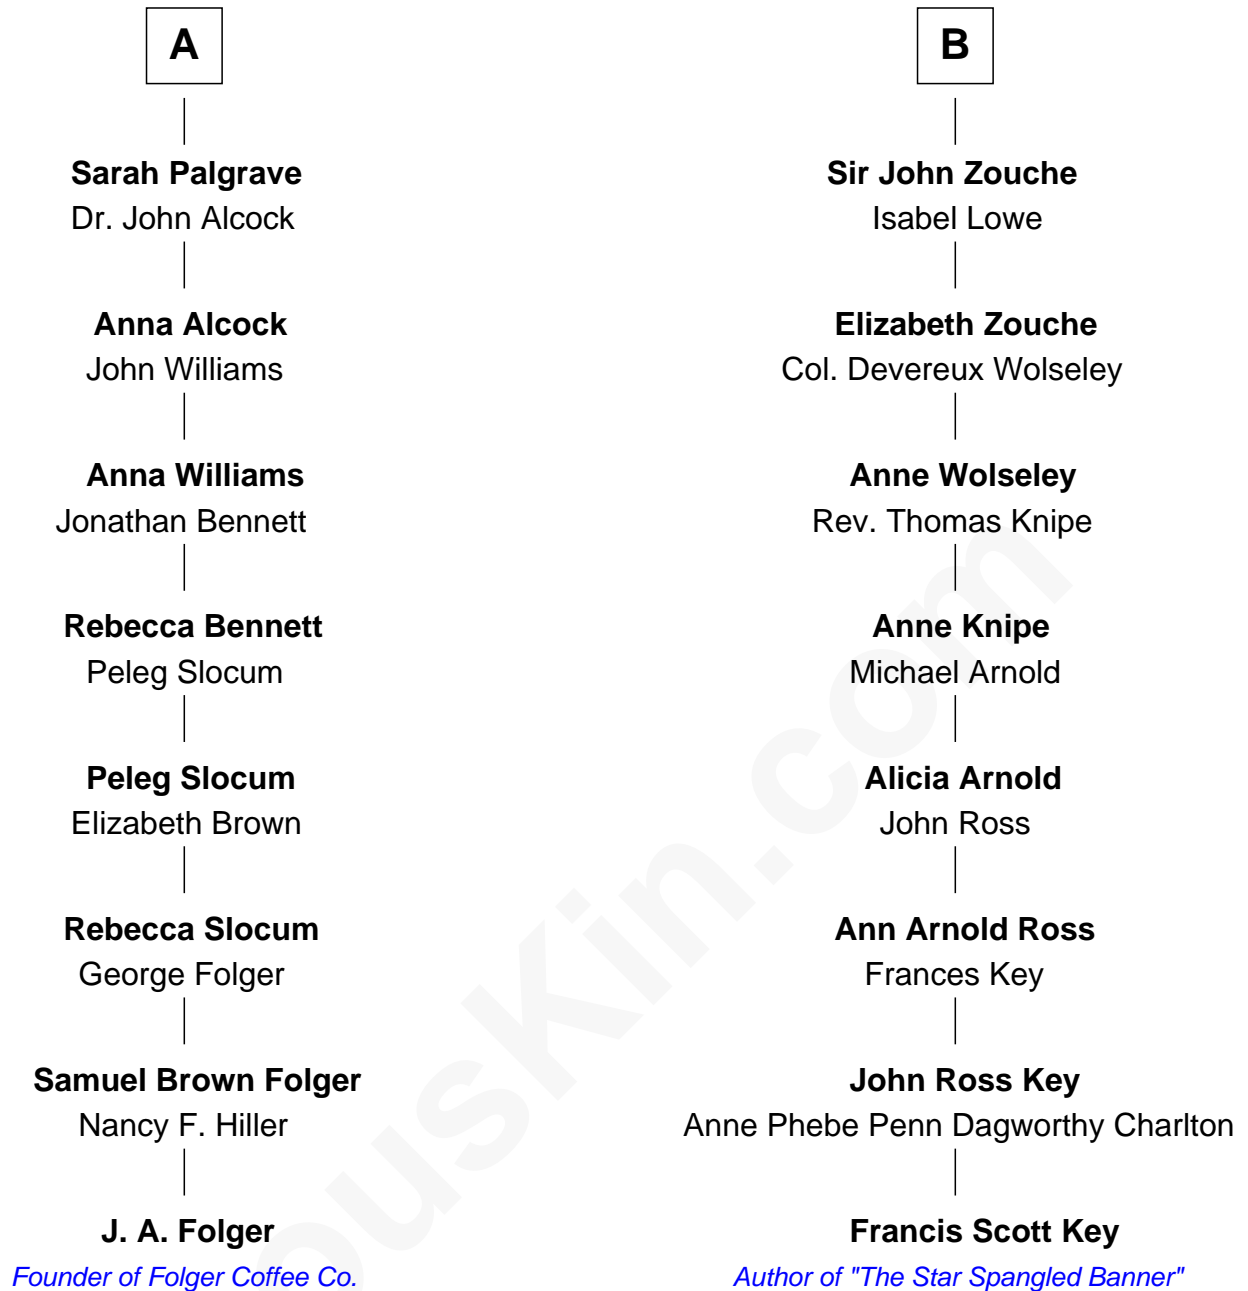 A
Sarah Palgrave
Dr. John Alcock
Anna Alcock
John Williams
Anna Williams
Jonathan Bennett
Rebecca Bennett
Peleg Slocum
Peleg Slocum
Elizabeth Brown
Rebecca Slocum
George Folger
Samuel Brown Folger
Nancy F. Hiller
J. A. Folger
Founder of Folger Coffee Co.
B
Sir John Zouche
Isabel Lowe
Elizabeth Zouche
Col. Devereux Wolseley
Anne Wolseley
Rev. Thomas Knipe
Anne Knipe
Michael Arnold
Alicia Arnold
John Ross
Ann Arnold Ross
Frances Key
John Ross Key
Anne Phebe Penn Dagworthy Charlton
Francis Scott Key
Author of "The Star Spangled Banner"
ousKin.com